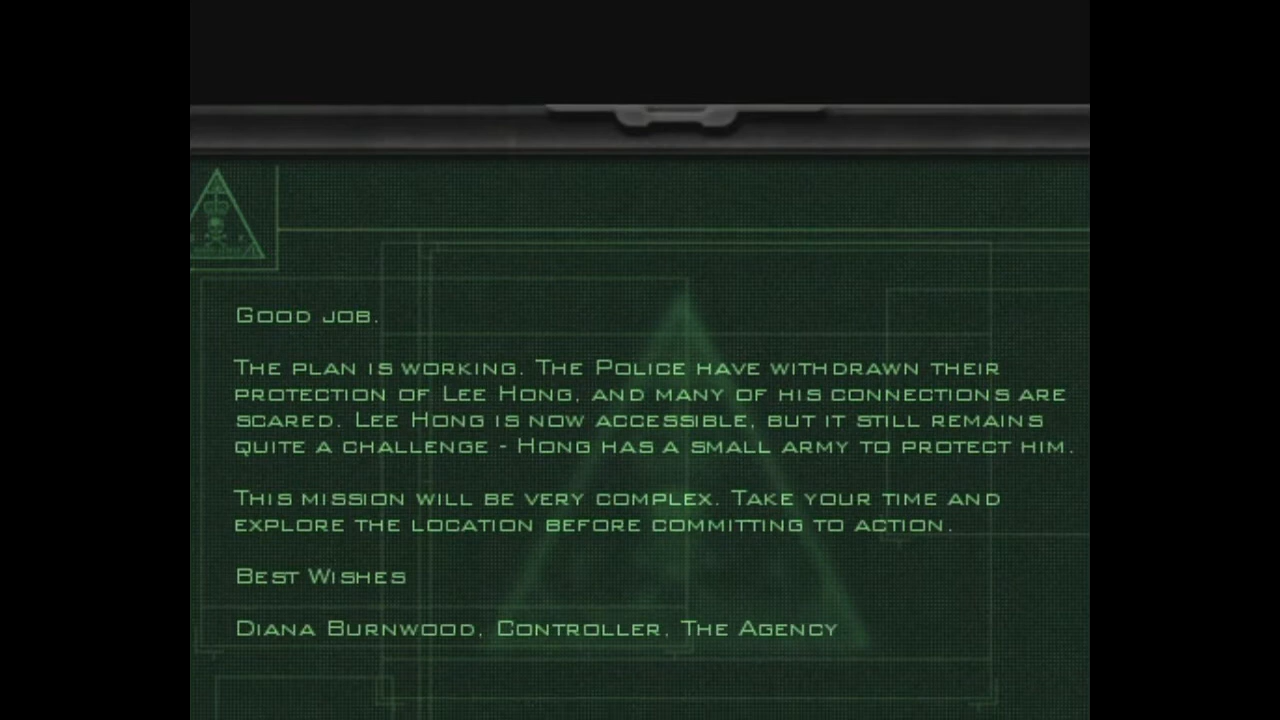 Good job.
The plan is working. The Police have withdrawn their
protection of Lee Hong, and many of his connections are
scared. Lee Hong is now accessible, but it still remains
quite a challenge - Hong has a small army to protect him.
This mission will be very complex. Take your time and
explore the location before committing to action.
Best Wishes
Diana Burnwood, Controller, The Agency